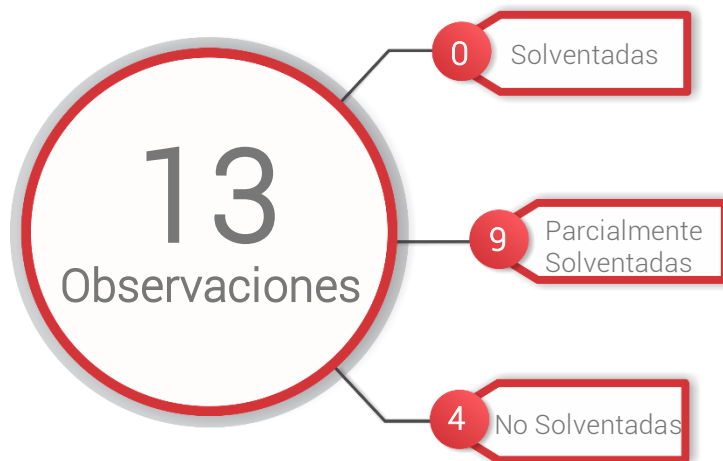 13
Observaciones
0
Solventadas
9
Parcialmente
Solventadas
4
No Solventadas